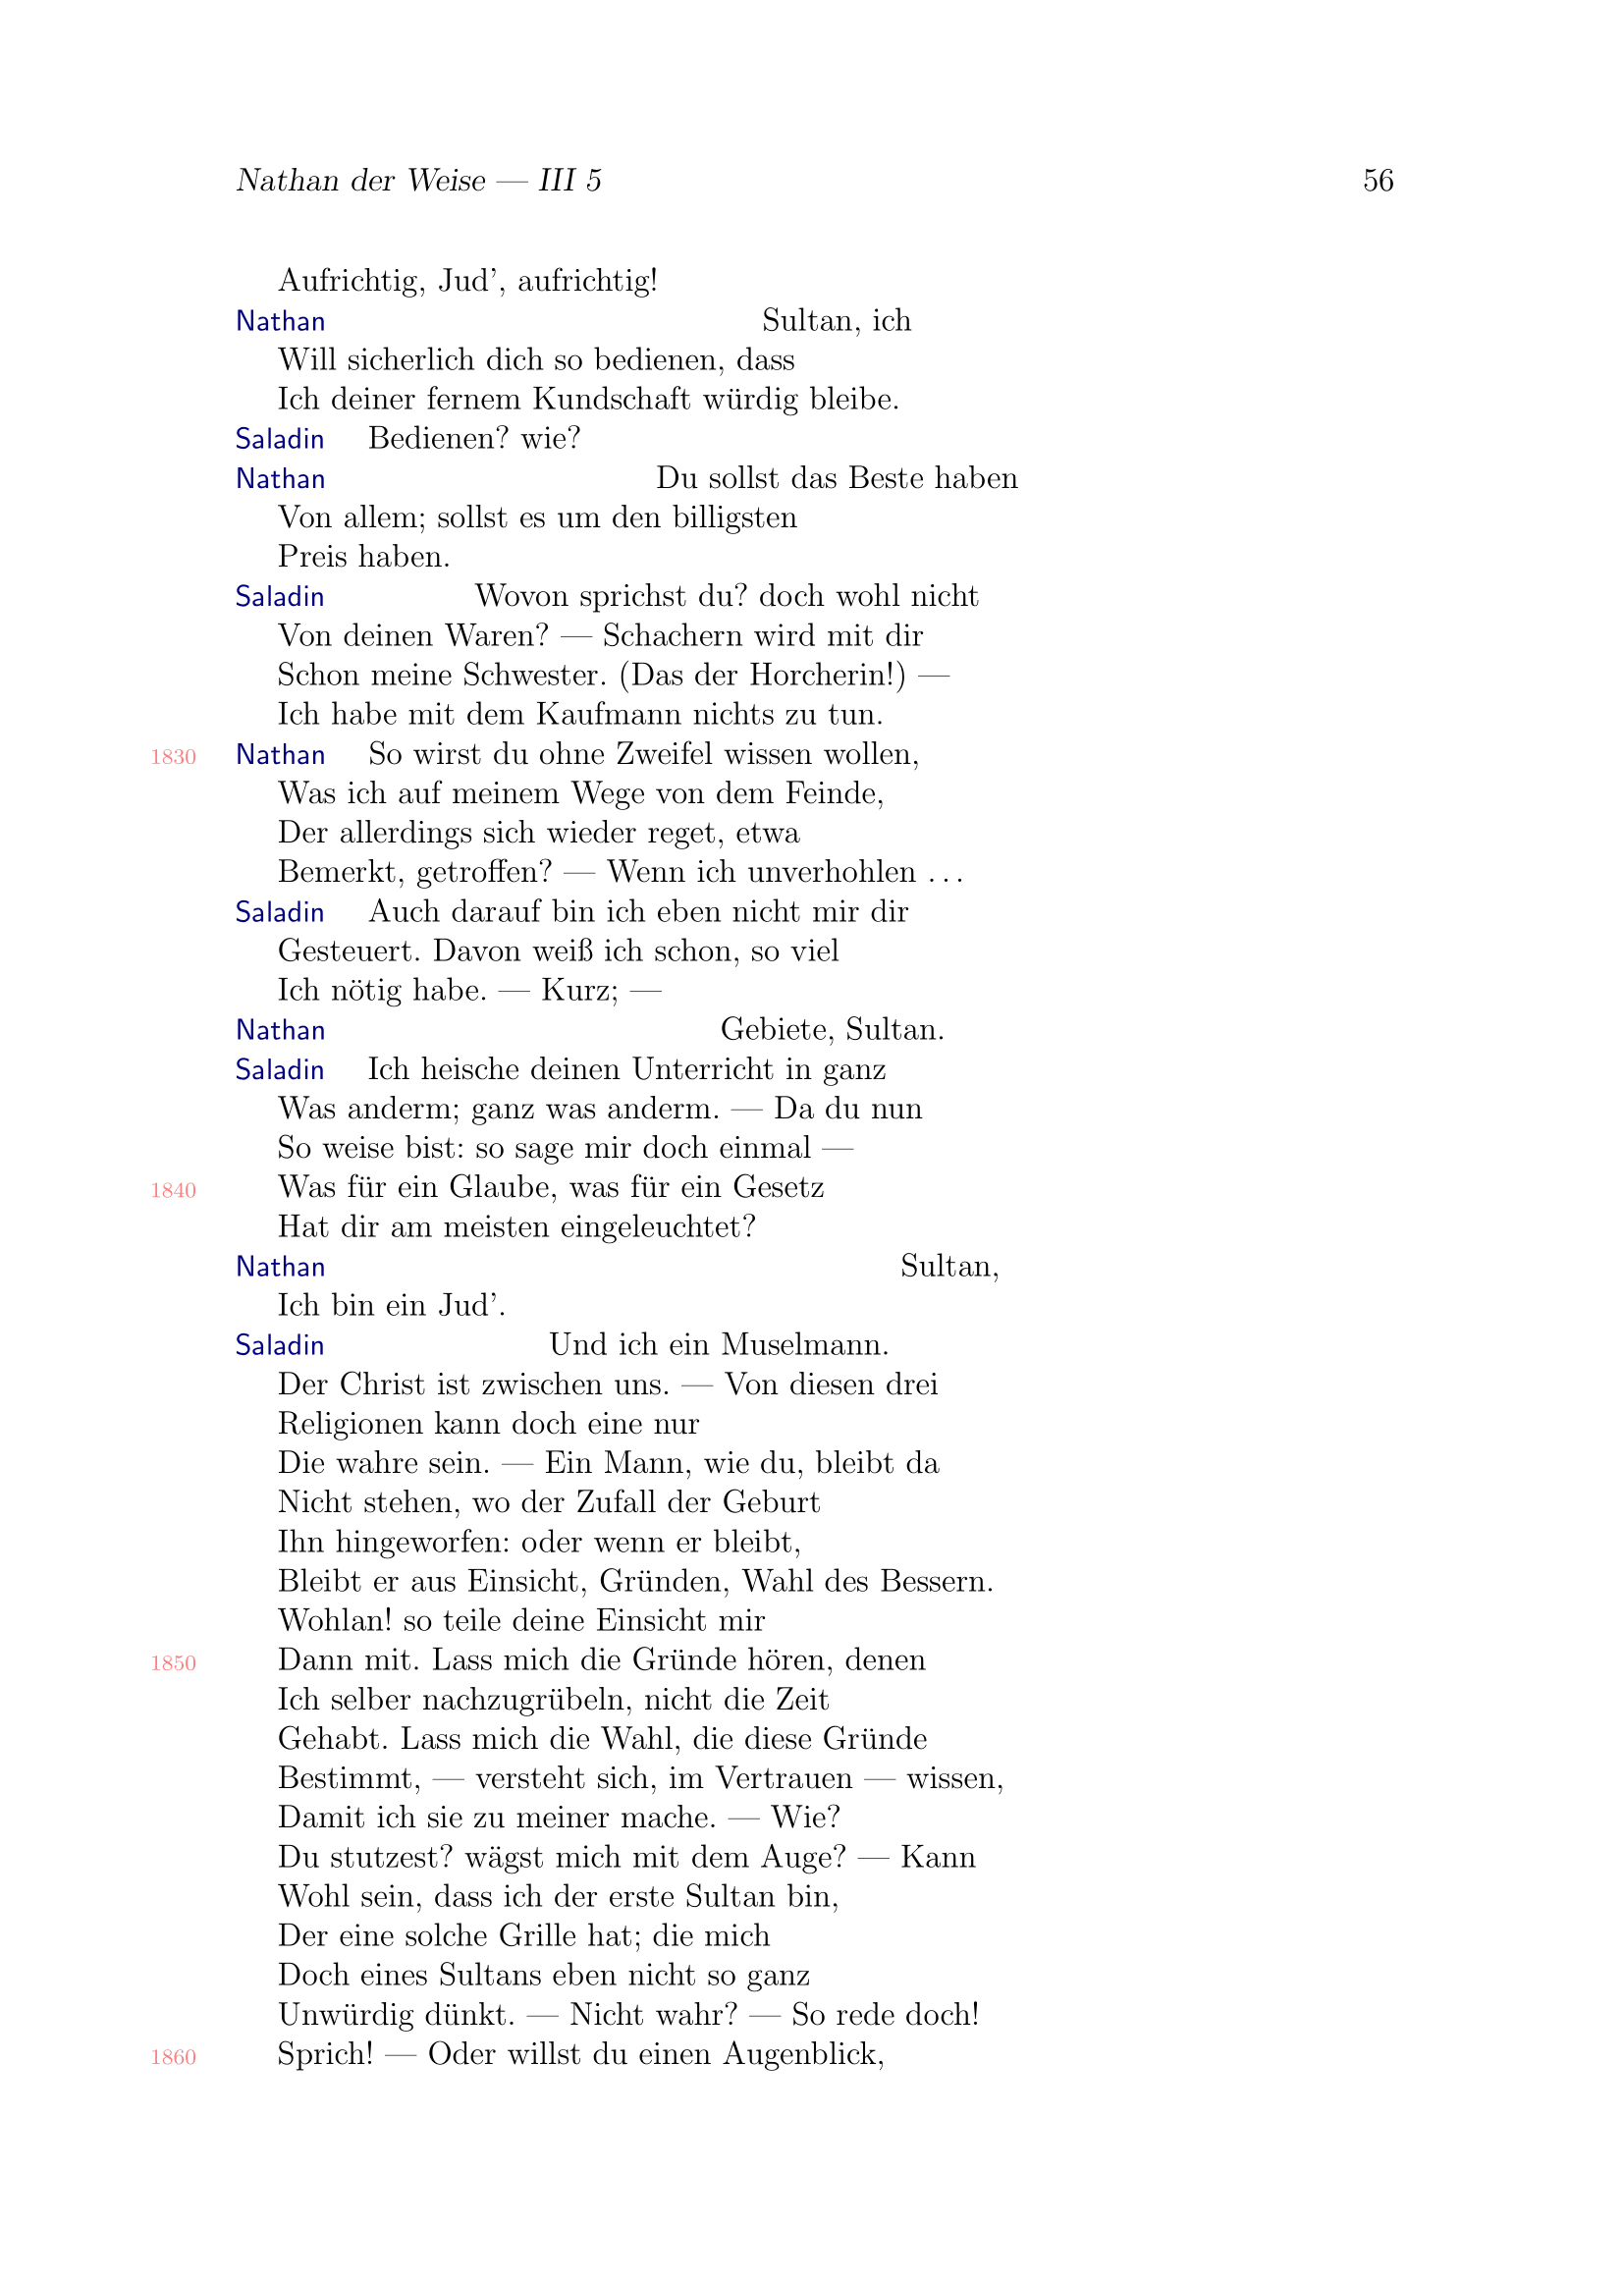 Nathan der Weise — III 5 56
Aufrichtig, Jud’, aufrichtig!
Nathan Sultan, ich
Will sicherlich dich so bedienen, dass
Ich deiner fernem Kundschaft würdig bleibe.
Saladin Bedienen? wie?
Nathan Du sollst das Beste haben
Von allem; sollst es um den billigsten
Preis haben.
Saladin Wovon sprichst du? doch wohl nicht
Von deinen Waren? — Schachern wird mit dir
Schon meine Schwester. (Das der Horcherin!) —
Ich habe mit dem Kaufmann nichts zu tun.
1830 Nathan So wirst du ohne Zweifel wissen wollen,
Was ich auf meinem Wege von dem Feinde,
Der allerdings sich wieder reget, etwa
Bemerkt, getroffen? — Wenn ich unverhohlen …
Saladin Auch darauf bin ich eben nicht mir dir
Gesteuert. Davon weiß ich schon, so viel
Ich nötig habe. — Kurz; —
Nathan Gebiete, Sultan.
Saladin Ich heische deinen Unterricht in ganz
Was anderm; ganz was anderm. — Da du nun
So weise bist: so sage mir doch einmal —
1840 Was für ein Glaube, was für ein Gesetz
Hat dir am meisten eingeleuchtet?
Nathan Sultan,
Ich bin ein Jud’.
Saladin Und ich ein Muselmann.
Der Christ ist zwischen uns. — Von diesen drei
Religionen kann doch eine nur
Die wahre sein. — Ein Mann, wie du, bleibt da
Nicht stehen, wo der Zufall der Geburt
Ihn hingeworfen: oder wenn er bleibt,
Bleibt er aus Einsicht, Gründen, Wahl des Bessern.
Wohlan! so teile deine Einsicht mir
1850 Dann mit. Lass mich die Gründe hören, denen
Ich selber nachzugrübeln, nicht die Zeit
Gehabt. Lass mich die Wahl, die diese Gründe
Bestimmt, — versteht sich, im Vertrauen — wissen,
Damit ich sie zu meiner mache. — Wie?
Du stutzest? wägst mich mit dem Auge? — Kann
Wohl sein, dass ich der erste Sultan bin,
Der eine solche Grille hat; die mich
Doch eines Sultans eben nicht so ganz
Unwürdig dünkt. — Nicht wahr? — So rede doch!
1860 Sprich! — Oder willst du einen Augenblick,